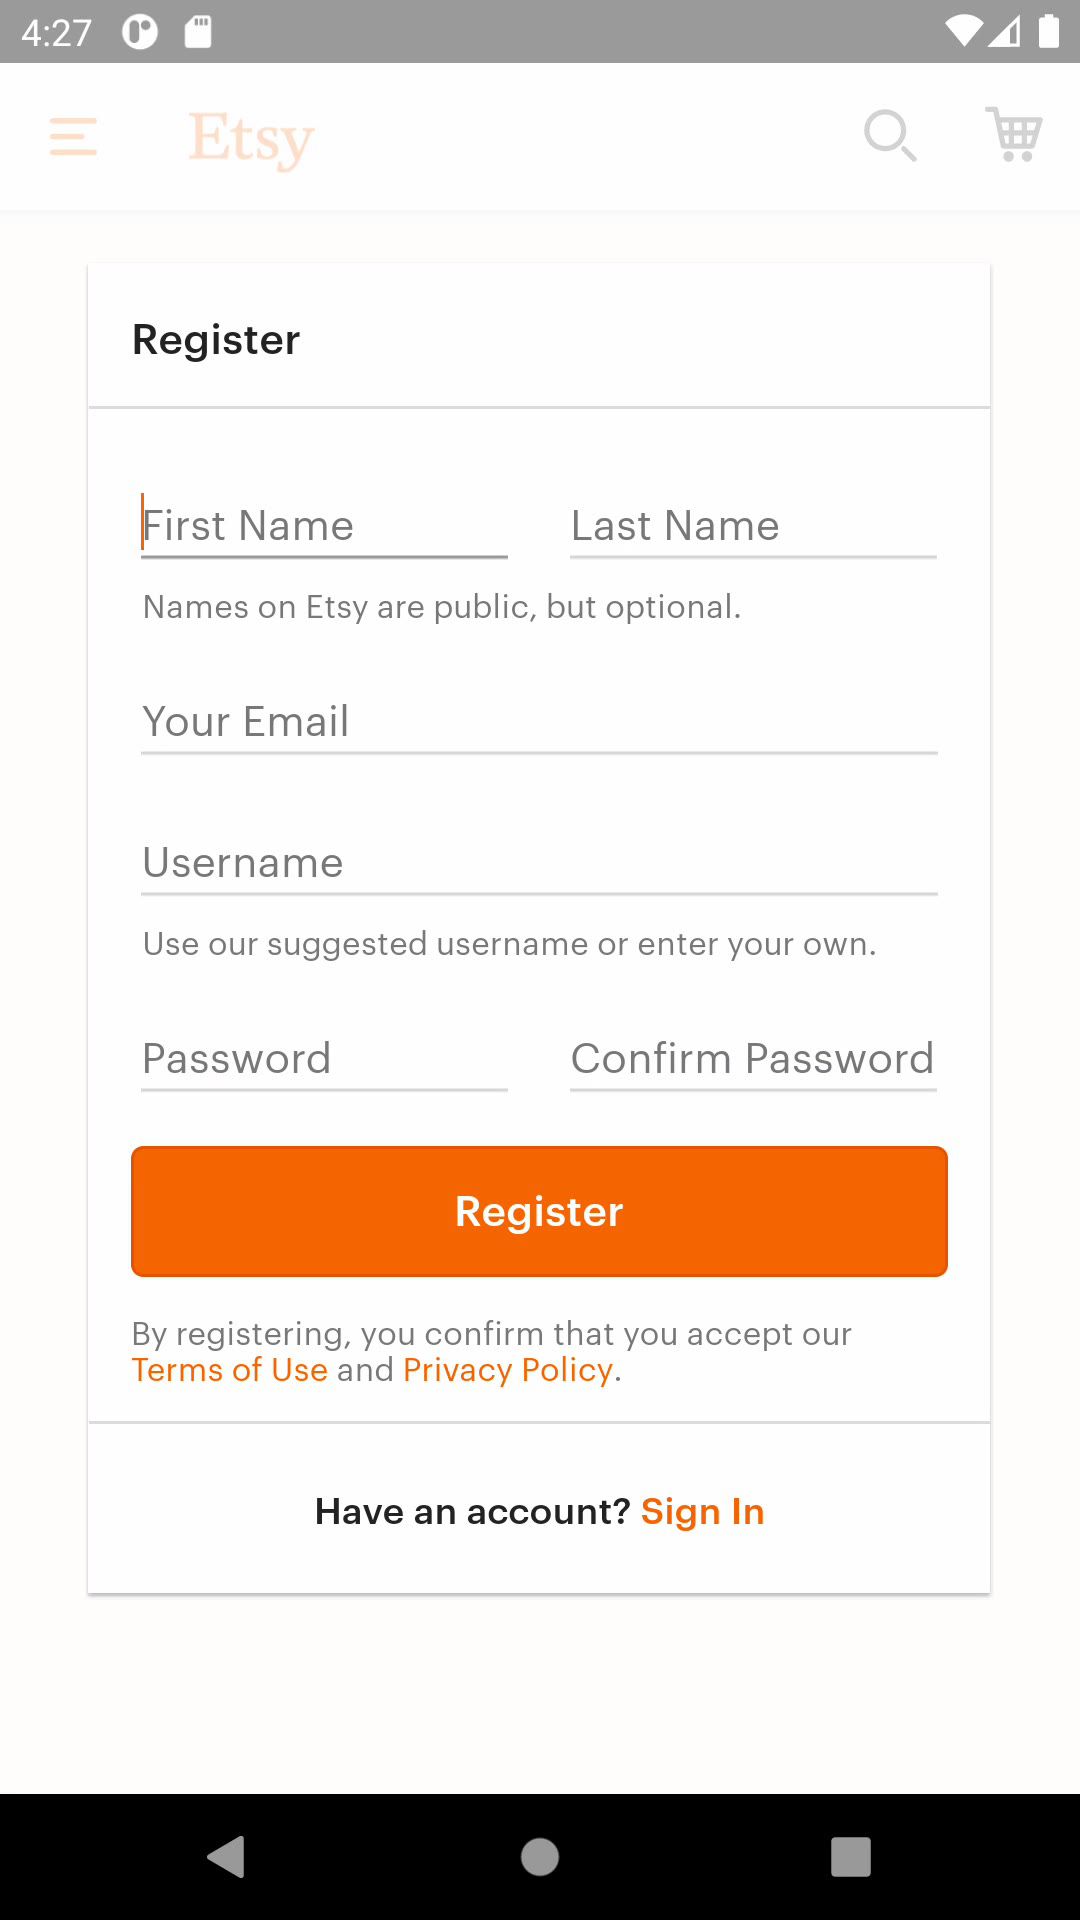 4:27
Etsy
Register
First Name Last Name
Names on Etsy are public, but optional.
Your Email
Username
Use our suggested username or enter your own.
Password Confirm Password
Register
By registering, you confirm that you accept our
Terms of Use and Privacy Policy.
Have an account? Sign In